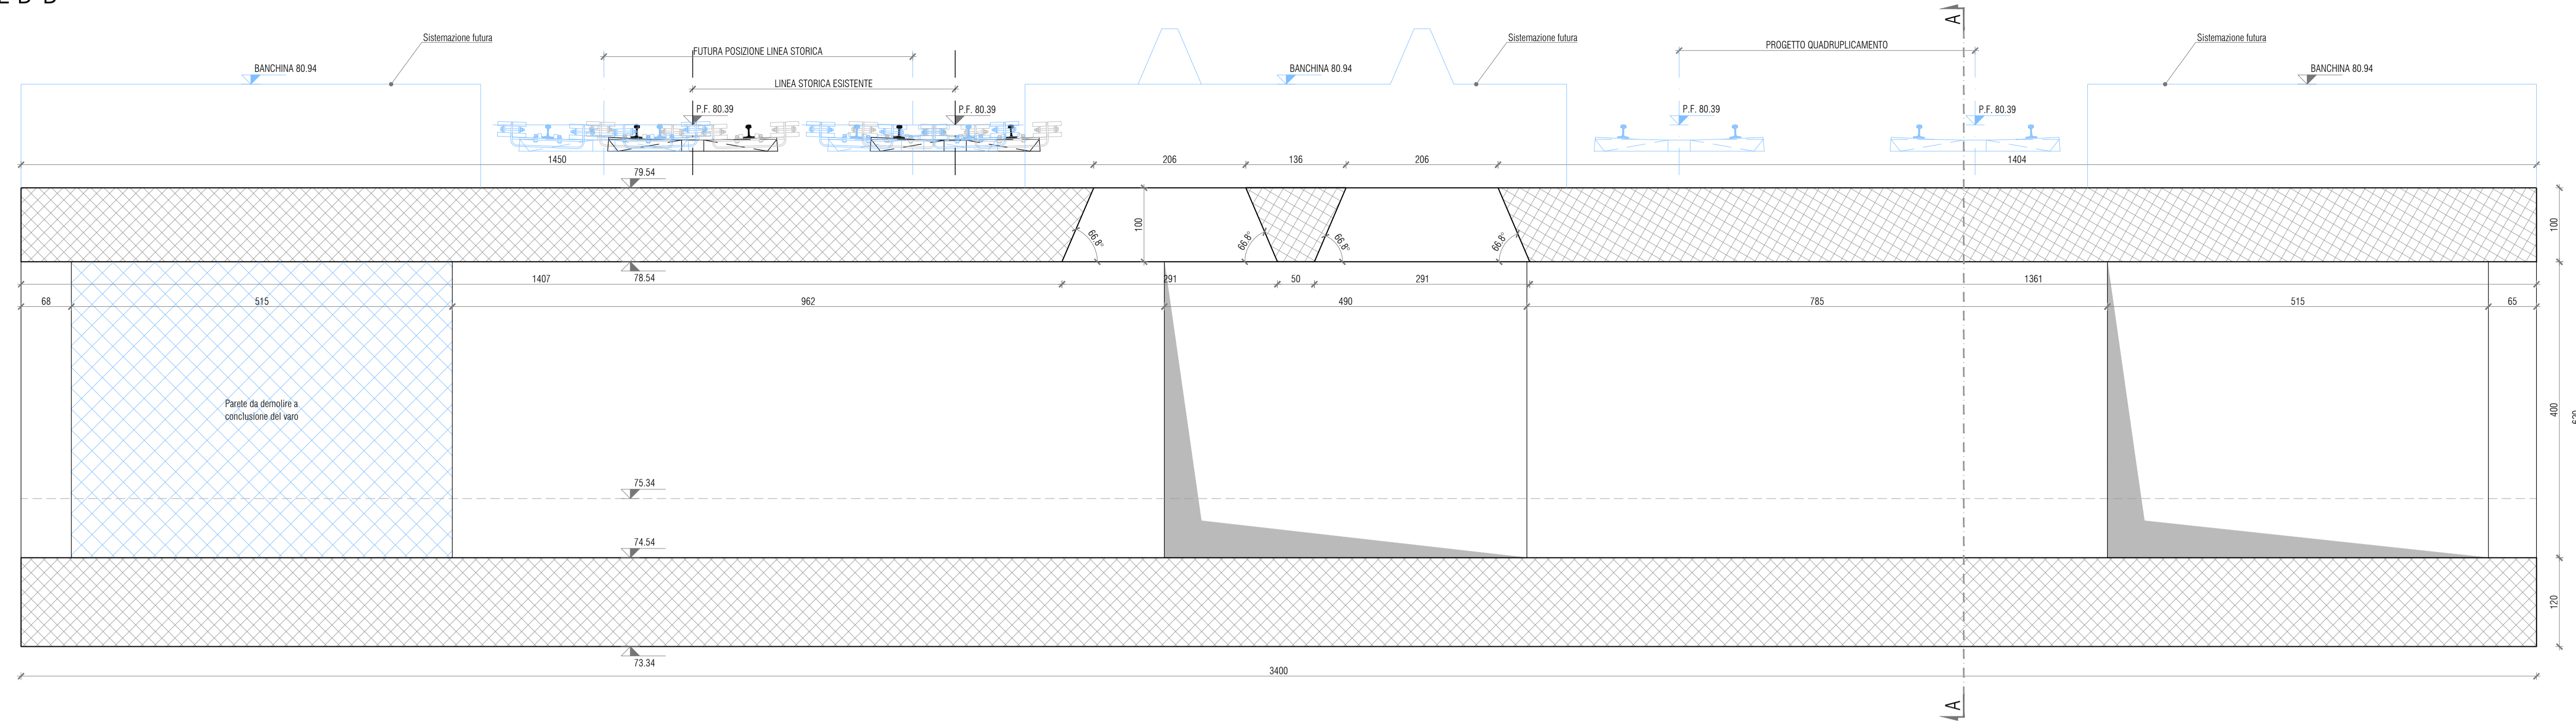 A
Sistemazione futura
Sistemazione futura
Sistemazione futura
PROGETTO QUADRUPLICAMENTO
FUTURA POSIZIONE LINEA STORICA
BANCHINA 80.94
BANCHINA 80.94
BANCHINA 80.94
LINEA STORICA ESISTENTE
P.F. 80.39
P.F. 80.39
P.F. 80.39
P.F. 80.39
1450
206
136
206
1404
79.54
100
100
66.8°
66.8°
66.8°
66.8°
78.54
1407
291
50
291
1361
68
515
962
490
785
515
65
Parete da demolire a
conclusione del varo
400
75.34
74.54
120
73.34
3400
A